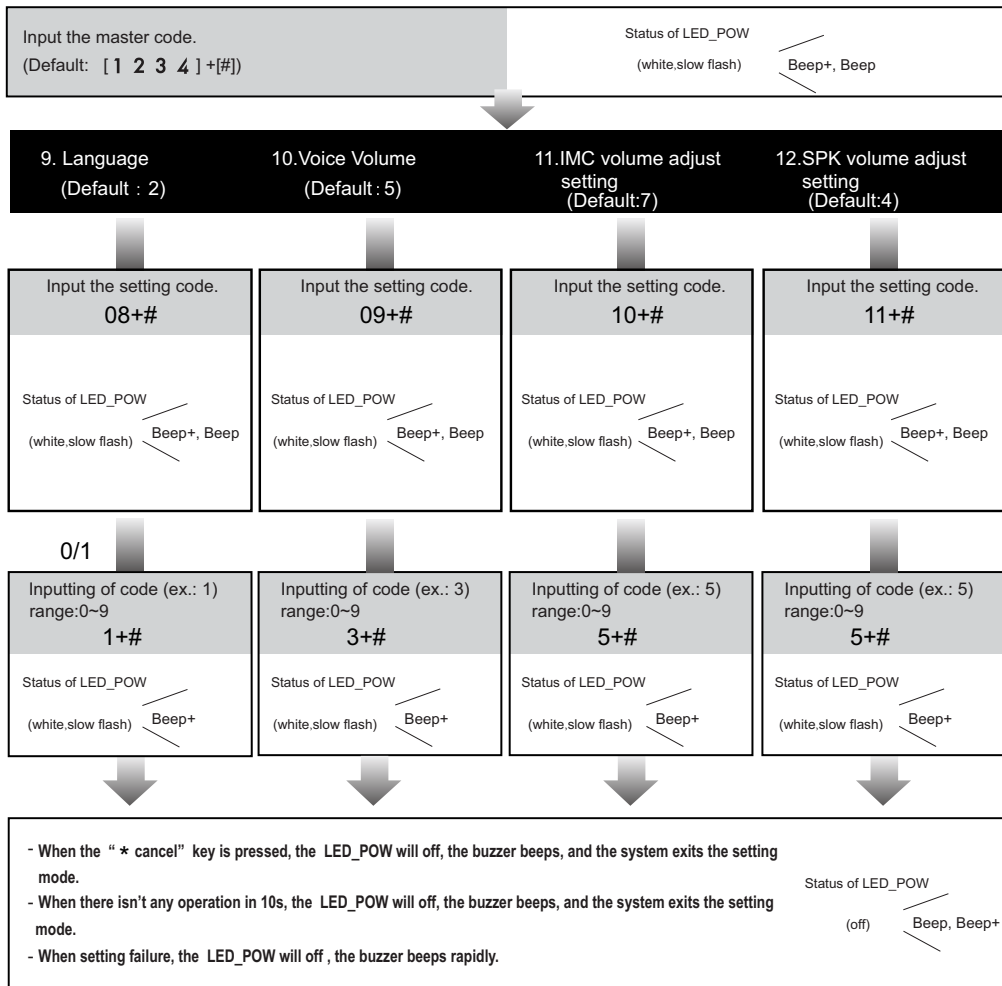 Input the master code.
(Default: [ 1 2 3 4 ] +[#])
Status of LED_POW
(white,slow flash)
Beep+, Beep
9. Language
(Default : 2)
10.Voice Volume
(Default : 5)
11.IMC volume adjust
setting
(Default:7)
12.SPK volume adjust
setting
(Default:4)
Input the setting code.
08+#
Status of LED_POW
(white,slow flash)
Beep+, Beep
Input the setting code.
09+#
Status of LED_POW
(white,slow flash)
Beep+, Beep
Input the setting code.
10+#
Status of LED_POW
(white,slow flash)
Beep+, Beep
Input the setting code.
11+#
Status of LED_POW
(white,slow flash)
Beep+, Beep
0/1
Inputting of code (ex.: 1)
range:0~9
1+#
Status of LED_POW
(white,slow flash)
Beep+
Inputting of code (ex.: 3)
range:0~9
3+#
Status of LED_POW
(white,slow flash)
Beep+
Inputting of code (ex.: 5)
range:0~9
5+#
Status of LED_POW
(white,slow flash)
Beep+
Inputting of code (ex.: 5)
range:0~9
5+#
Status of LED_POW
(white,slow flash)
Beep+
- When the “ * cancel” key is pressed, the LED_POW will off, the buzzer beeps, and the system exits the setting
mode.
- When there isn’t any operation in 10s, the LED_POW will off, the buzzer beeps, and the system exits the setting
mode.
- When setting failure, the LED_POW will off , the buzzer beeps rapidly.
Status of LED_POW
(off)
Beep, Beep+